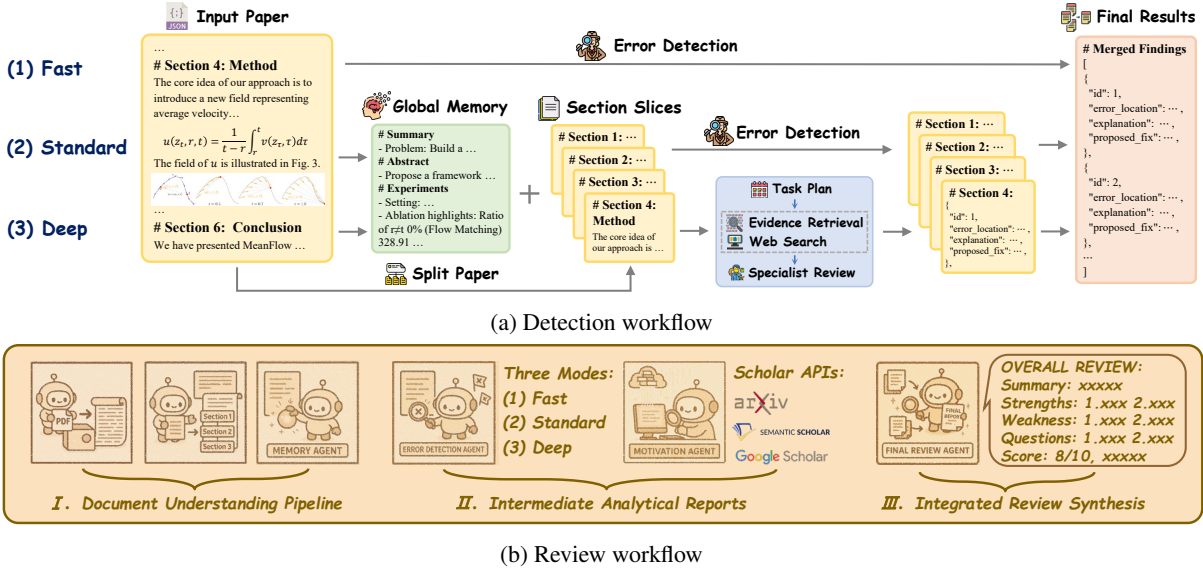 {:}
JSON
Input Paper
Error Detection
Final Results
(1) Fast
(2) Standard
(3) Deep
…
# Section 4: Method
The core idea of our approach is to
introduce a new field representing
average velocity…
u(z_t, r, t) = 1/(t − r) ∫_r^t v(z_τ, τ)dτ
The field of u is illustrated in Fig. 3.
…
# Section 6: Conclusion
We have presented MeanFlow …
Global Memory
# Summary
- Problem: Build a …
# Abstract
- Propose a framework …
# Experiments
- Setting: …
- Ablation highlights: Ratio
of r≠t 0% (Flow Matching)
328.91 …
+
Split Paper
Section Slices
# Section 1: ⋯
# Section 2: ⋯
# Section 3: ⋯
# Section 4:
Method
The core idea of
our approach is …
Error Detection
Task Plan
Evidence Retrieval
Web Search
Specialist Review
# Section 1: ⋯
# Section 2: ⋯
# Section 3: ⋯
# Section 4:
{
"id": 1,
"error_location": ⋯ ,
"explanation": ⋯ ,
"proposed_fix": ⋯ ,
},
# Merged Findings
[
{
"id": 1,
"error_location": ⋯ ,
"explanation": ⋯ ,
"proposed_fix": ⋯ ,
},
{
"id": 2,
"error_location": ⋯ ,
"explanation": ⋯ ,
"proposed_fix": ⋯ ,
},
…
]
(a) Detection workflow
PDF
Section 1
Section 2
Section 3
MEMORY AGENT
I. Document Understanding Pipeline
ERROR DETECTION AGENT
Three Modes:
(1) Fast
(2) Standard
(3) Deep
MOTIVATION AGENT
Scholar APIs:
arXiv
SEMANTIC SCHOLAR
Google Scholar
II. Intermediate Analytical Reports
FINAL REPORT
FINAL REVIEW AGENT
OVERALL REVIEW:
Summary: xxxxx
Strengths: 1.xxx 2.xxx
Weakness: 1.xxx 2.xxx
Questions: 1.xxx 2.xxx
Score: 8/10, xxxxx
III. Integrated Review Synthesis
(b) Review workflow